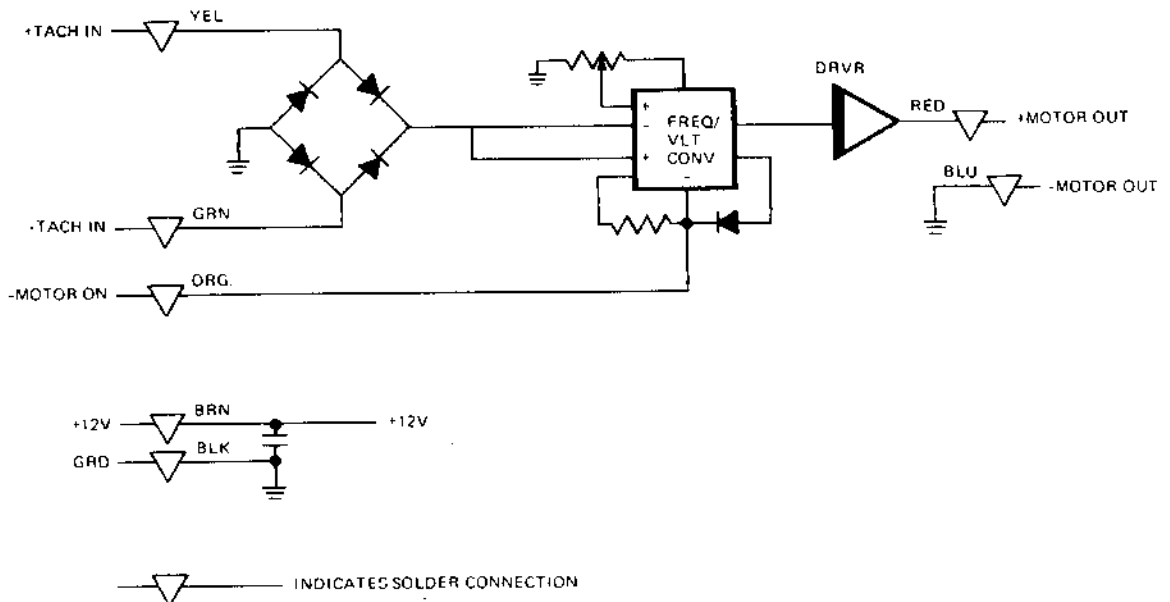 +TACH IN
YEL
DRVR
RED
+MOTOR OUT
+
-
+
-
FREQ/
VLT
CONV
BLU
-MOTOR OUT
-TACH IN
GRN
-MOTOR ON
ORG.
+12V
BRN
+12V
BLK
GRD
INDICATES SOLDER CONNECTION